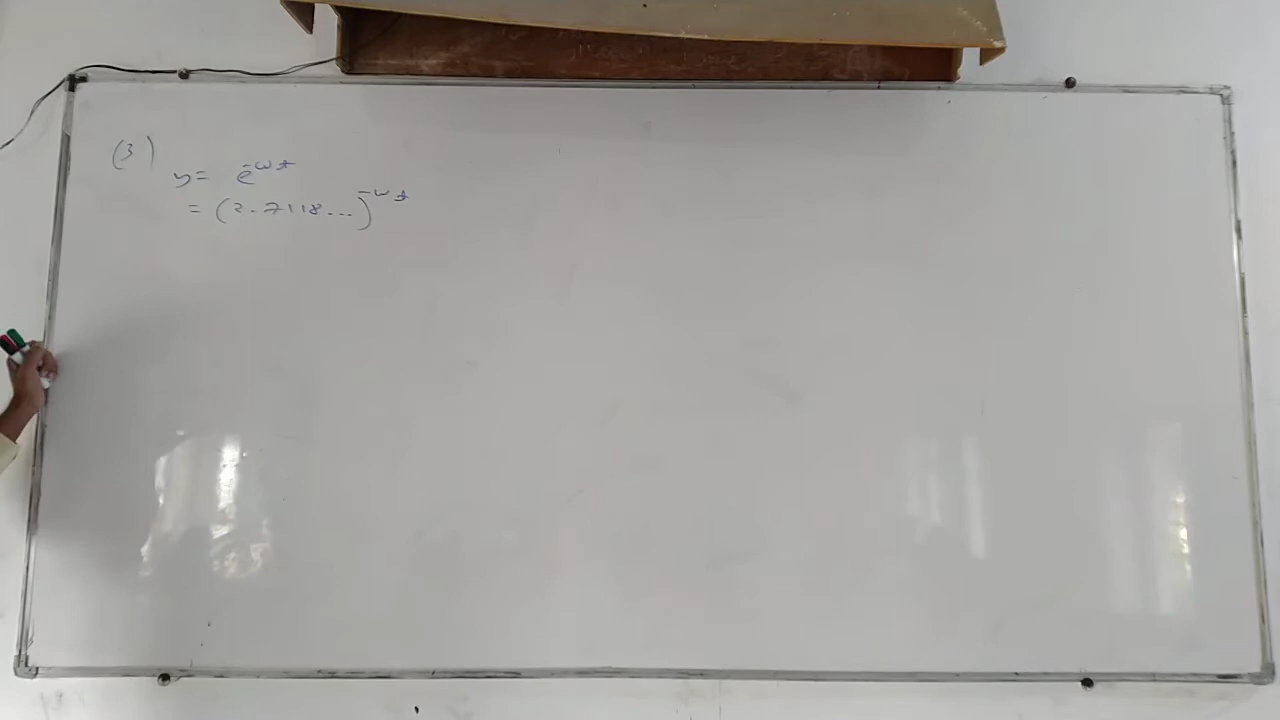 (3)
y = e^{-ωt}
= (2.7118...)^{-ωt}